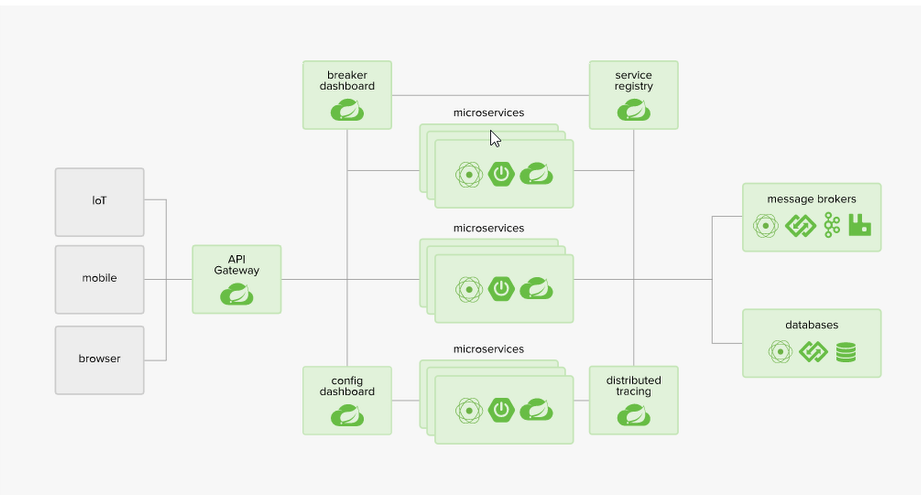 breaker
dashboard
service
registry
microservices
IoT
message brokers
microservices
API
Gateway
mobile
databases
microservices
browser
config
dashboard
distributed
tracing